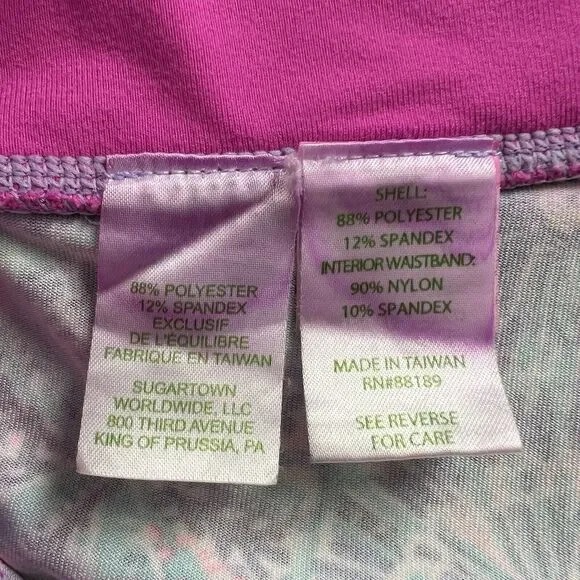 88% POLYESTER
12% SPANDEX
EXCLUSIF
DE L'ÉQUILIBRE
FABRIQUE EN TAIWAN
SUGARTOWN
WORLDWIDE, LLC
800 THIRD AVENUE
KING OF PRUSSIA, PA
SHELL:
88% POLYESTER
12% SPANDEX
INTERIOR WAISTBAND:
90% NYLON
10% SPANDEX
MADE IN TAIWAN
RN#88189
SEE REVERSE
FOR CARE